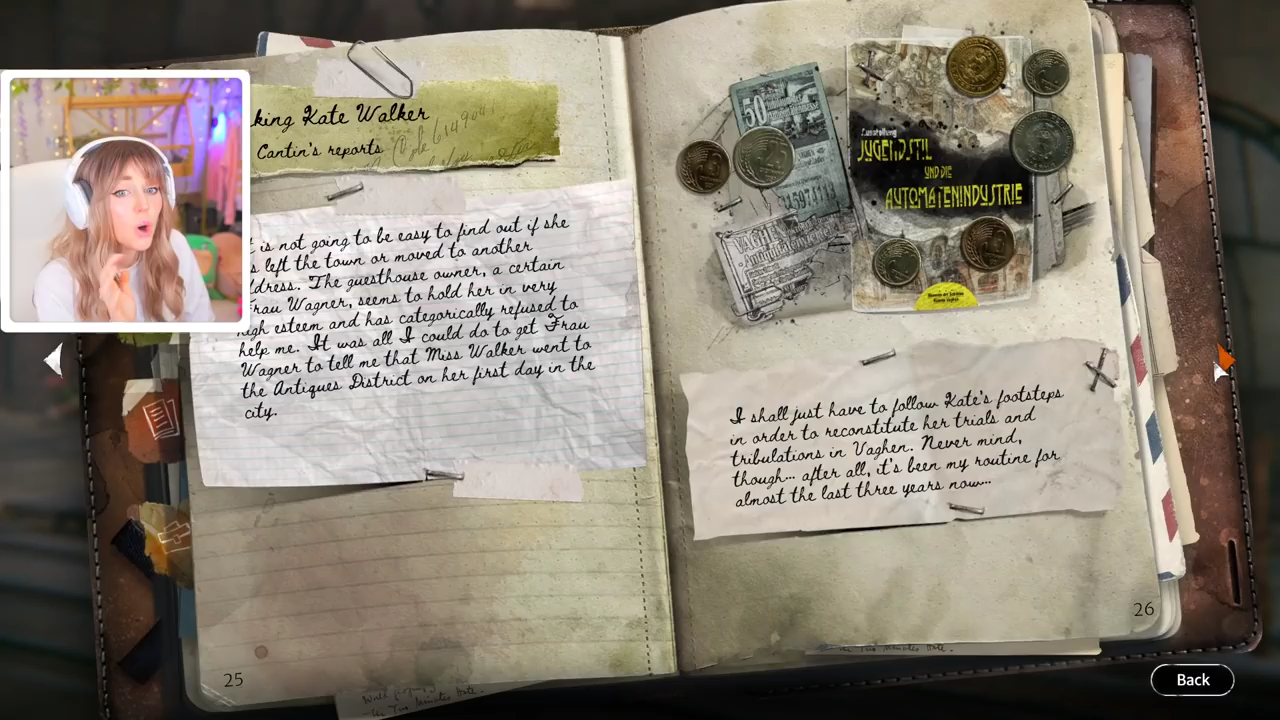 king Kate Walker
Cantin's reports
t is not going to be easy to find out if she
s left the town or moved to another
ldress. The guesthouse owner, a certain
Frau Wagner, seems to hold her in very
high esteem and has categorically refused to
help me. It was all I could do to get Frau
Wagner to tell me that Miss Walker went to
the Antiques District on her first day in the
city.
25
50
Ausstellung
JUGENDSTIL
UND DIE
AUTOMATENINDUSTRIE
VAGHEN
I shall just have to follow Kate's footsteps
in order to reconstitute her trials and
tribulations in Vaghen. Never mind,
though... after all, it's been my routine for
almost the last three years now...
26
Back